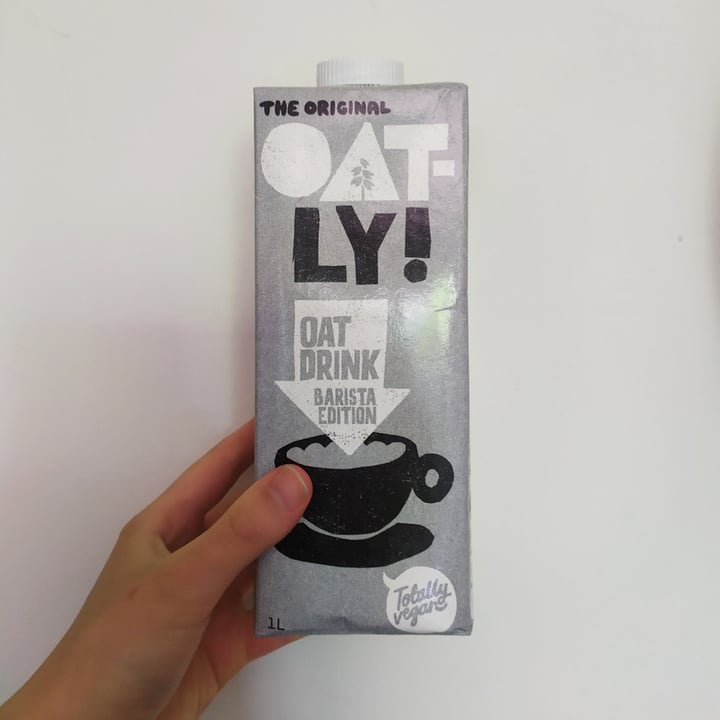 THE ORIGINAL
OAT-
LY!
OAT
DRINK
BARISTA
EDITION
Totally
vegan
1L